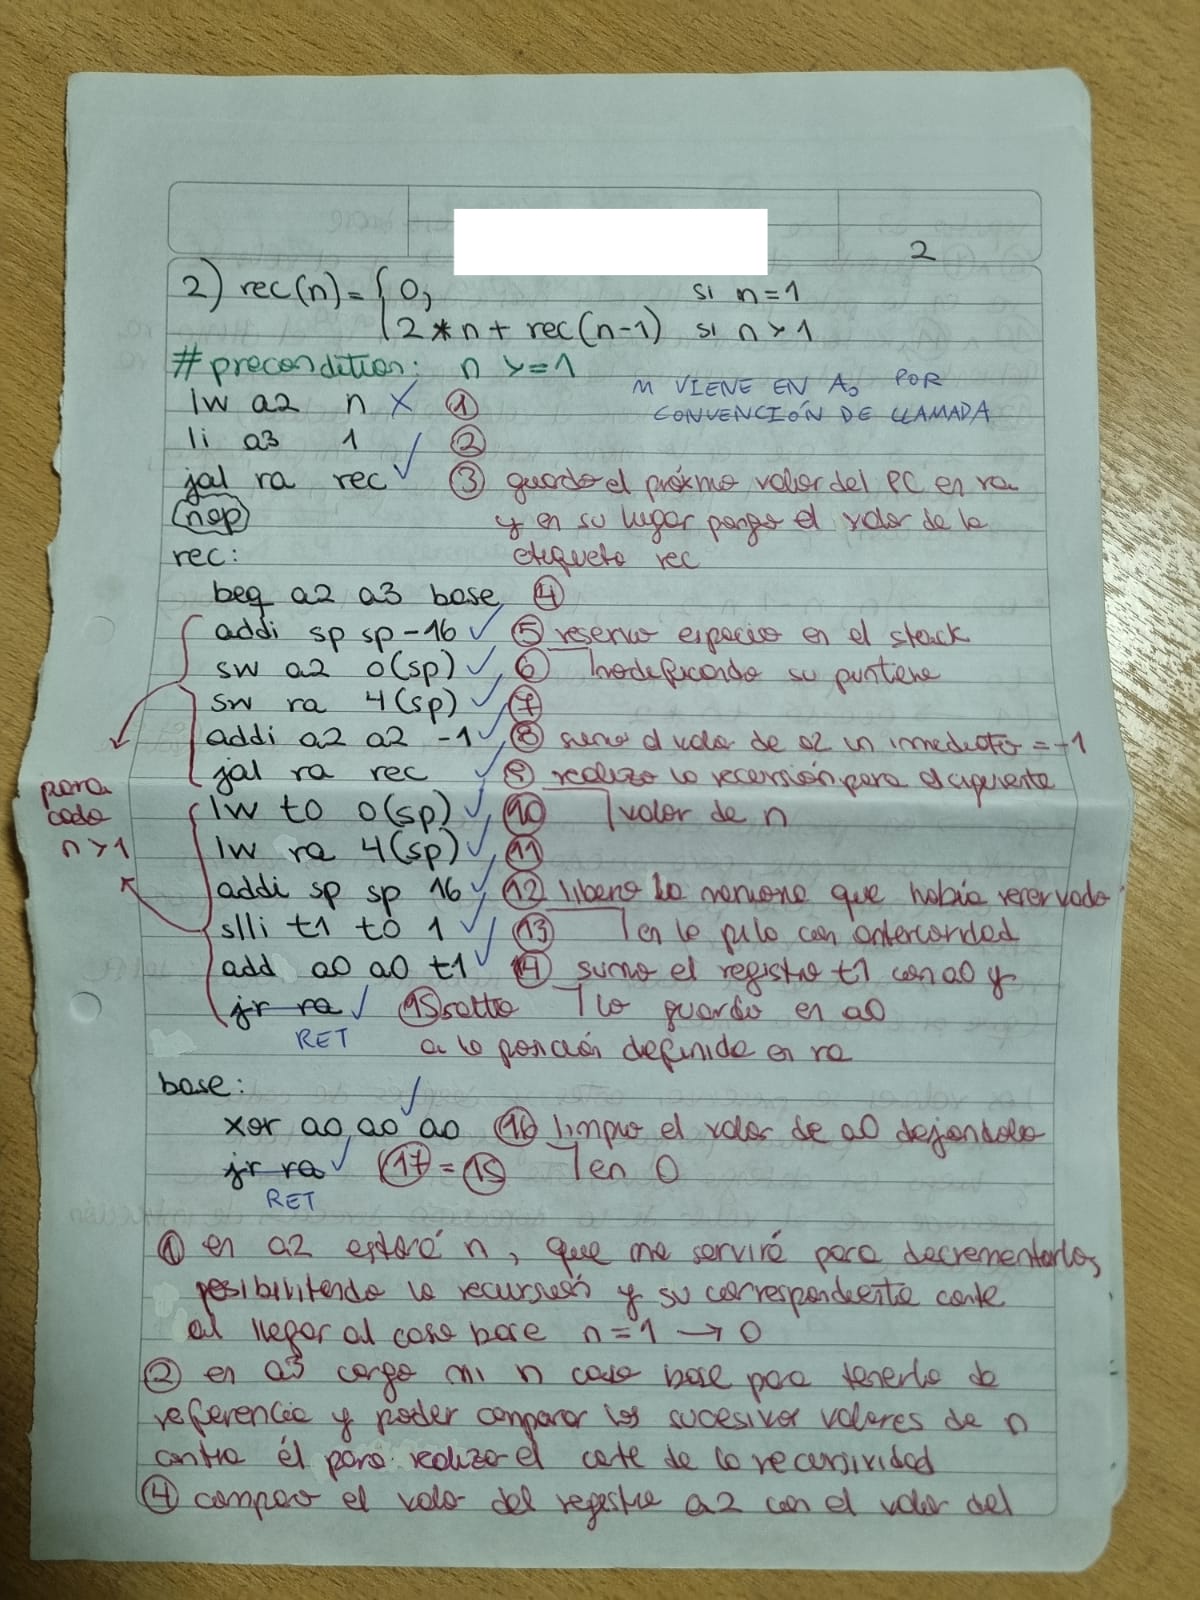 2
2) rec(n) = { 0, si n=1
2*n + rec(n-1) si n>1
# precondition: n >= 1
lw a2 n X ① n VIENE EN A0 POR
CONVENCIÓN DE LLAMADA
li a3 1 ✓ ②
jal ra rec ✓ ③ guardo el próximo valor del PC en ra
(nop) y en su lugar pongo el valor de la
rec: etiqueta rec
beq a2 a3 base ④
addi sp sp -16 ✓ ⑤ reservo espacio en el stack
sw a2 0(sp) ✓ ⑥ modificando su puntero
sw ra 4(sp) ✓ ⑦
addi a2 a2 -1 ✓ ⑧ sumo al valor de a2 un inmediato = -1
jal ra rec ✓ ⑨ realizo la recursión para el siguiente
para
cada
n>1
lw t0 0(sp) ✓ ⑩ valor de n
lw ra 4(sp) ✓ ⑪
addi sp sp 16 ✓ ⑫ libero la memoria que había reservado
slli t1 t0 1 ✓ ⑬ en la pila con anterioridad
add a0 a0 t1 ✓ ⑭ sumo el registro t1 con a0 y
jr ra ✓ ⑮ salto lo guardo en a0
RET a la posición definida en ra
base:
xor a0, a0 a0 ✓ ⑯ limpio el valor de a0 dejándolo
jr ra ✓ ⑰ = ⑮ en 0
RET
① en a2 estará n, que me servirá para decrementarlo,
posibilitando la recursión y su correspondiente corte
al llegar al caso base n=1 → 0
② en a3 cargo mi n caso base para tenerlo de
referencia y poder comparar los sucesivos valores de n
contra él para realizar el corte de la recursividad
④ comparo el valor del registro a2 con el valor del